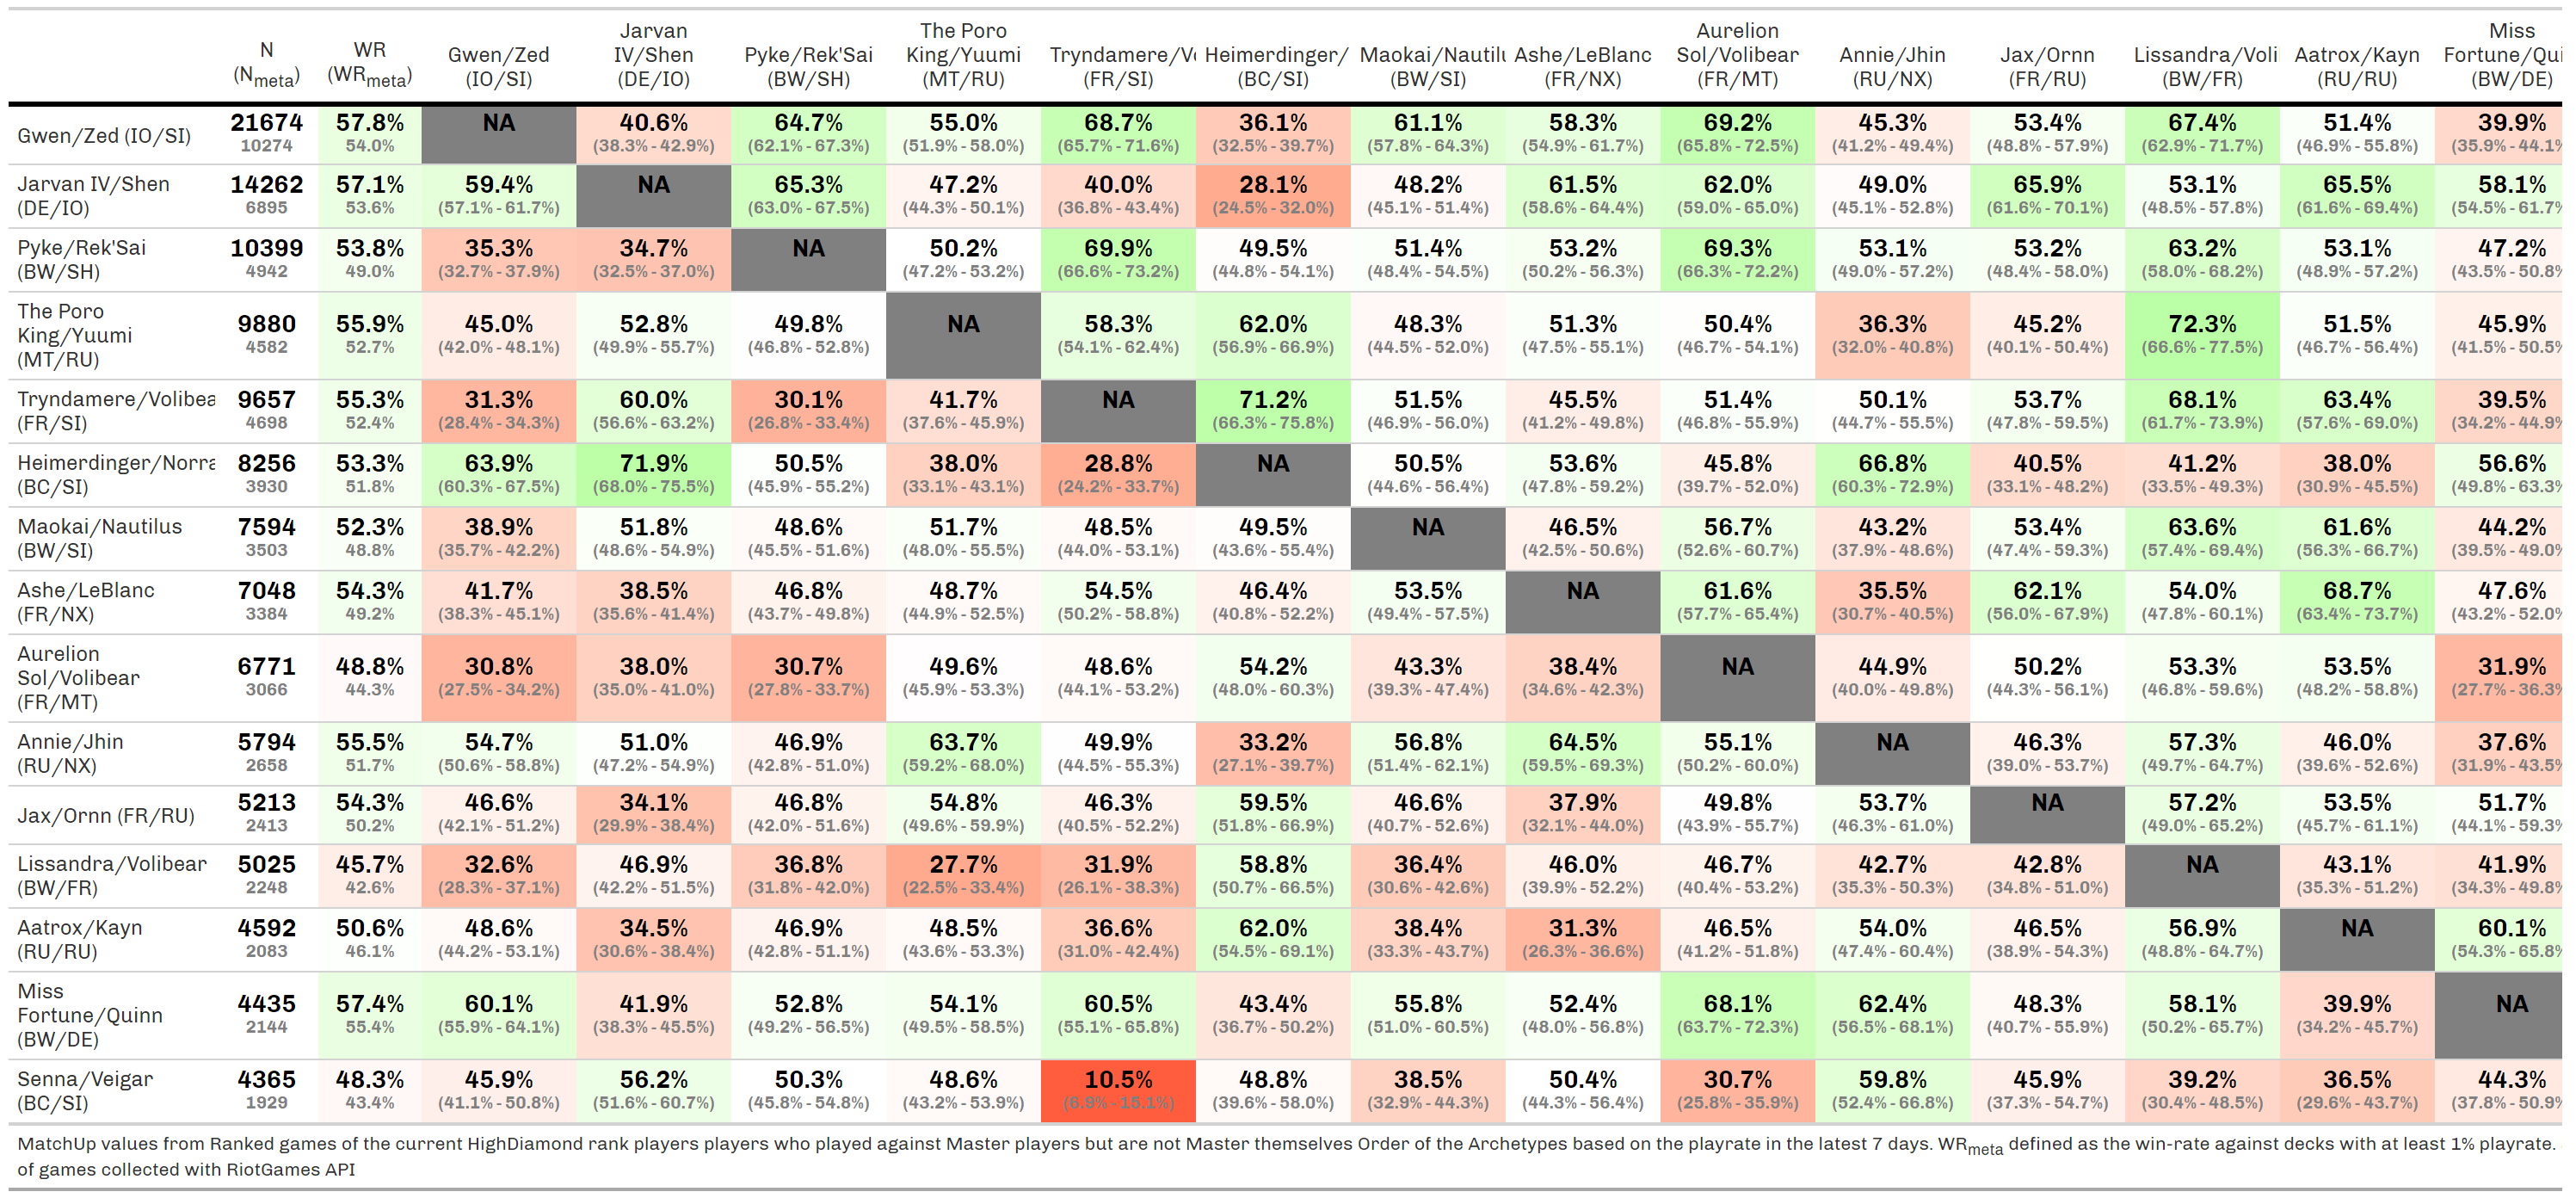 N (Nmeta) WR (WRmeta) Gwen/Zed (IO/SI) Jarvan IV/Shen (DE/IO) Pyke/Rek'Sai (BW/SH) The Poro King/Yuumi (MT/RU) Tryndamere/Vo (FR/SI) Heimerdinger/ (BC/SI) Maokai/Nautilu (BW/SI) Ashe/LeBlanc (FR/NX) Aurelion Sol/Volibear (FR/MT) Annie/Jhin (RU/NX) Jax/Ornn (FR/RU) Lissandra/Voli (BW/FR) Aatrox/Kayn (RU/RU) Miss Fortune/Qui (BW/DE)
Gwen/Zed (IO/SI) 21674 57.8% NA 40.6% 64.7% 55.0% 68.7% 36.1% 61.1% 58.3% 69.2% 45.3% 53.4% 67.4% 51.4% 39.9%
10274 54.0% (38.3% - 42.9%) (62.1% - 67.3%) (51.9% - 58.0%) (65.7% - 71.6%) (32.5% - 39.7%) (57.8% - 64.3%) (54.9% - 61.7%) (65.8% - 72.5%) (41.2% - 49.4%) (48.8% - 57.9%) (62.9% - 71.7%) (46.9% - 55.8%) (35.9% - 44.1%
Jarvan IV/Shen 14262 57.1% 59.4% NA 65.3% 47.2% 40.0% 28.1% 48.2% 61.5% 62.0% 49.0% 65.9% 53.1% 65.5% 58.1%
(DE/IO) 6895 53.6% (57.1% - 61.7%) (63.0% - 67.5%) (44.3% - 50.1%) (36.8% - 43.4%) (24.5% - 32.0%) (45.1% - 51.4%) (58.6% - 64.4%) (59.0% - 65.0%) (45.1% - 52.8%) (61.6% - 70.1%) (48.5% - 57.8%) (61.6% - 69.4%) (54.5% - 61.7%
Pyke/Rek'Sai 10399 53.8% 35.3% 34.7% NA 50.2% 69.9% 49.5% 51.4% 53.2% 69.3% 53.1% 53.2% 63.2% 53.1% 47.2%
(BW/SH) 4942 49.0% (32.7% - 37.9%) (32.5% - 37.0%) (47.2% - 53.2%) (66.6% - 73.2%) (44.8% - 54.1%) (48.4% - 54.5%) (50.2% - 56.3%) (66.3% - 72.2%) (49.0% - 57.2%) (48.4% - 58.0%) (58.0% - 68.2%) (48.9% - 57.2%) (43.5% - 50.8%
The Poro
King/Yuumi 9880 55.9% 45.0% 52.8% 49.8% NA 58.3% 62.0% 48.3% 51.3% 50.4% 36.3% 45.2% 72.3% 51.5% 45.9%
(MT/RU) 4582 52.7% (42.0% - 48.1%) (49.9% - 55.7%) (46.8% - 52.8%) (54.1% - 62.4%) (56.9% - 66.9%) (44.5% - 52.0%) (47.5% - 55.1%) (46.7% - 54.1%) (32.0% - 40.8%) (40.1% - 50.4%) (66.6% - 77.5%) (46.7% - 56.4%) (41.5% - 50.5%
Tryndamere/Volibea 9657 55.3% 31.3% 60.0% 30.1% 41.7% NA 71.2% 51.5% 45.5% 51.4% 50.1% 53.7% 68.1% 63.4% 39.5%
(FR/SI) 4698 52.4% (28.4% - 34.3%) (56.6% - 63.2%) (26.8% - 33.4%) (37.6% - 45.9%) (66.3% - 75.8%) (46.9% - 56.0%) (41.2% - 49.8%) (46.8% - 55.9%) (44.7% - 55.5%) (47.8% - 59.5%) (61.7% - 73.9%) (57.6% - 69.0%) (34.2% - 44.9%
Heimerdinger/Norra 8256 53.3% 63.9% 71.9% 50.5% 38.0% 28.8% NA 50.5% 53.6% 45.8% 66.8% 40.5% 41.2% 38.0% 56.6%
(BC/SI) 3930 51.8% (60.3% - 67.5%) (68.0% - 75.5%) (45.9% - 55.2%) (33.1% - 43.1%) (24.2% - 33.7%) (44.6% - 56.4%) (47.8% - 59.2%) (39.7% - 52.0%) (60.3% - 72.9%) (33.1% - 48.2%) (33.5% - 49.3%) (30.9% - 45.5%) (49.8% - 63.3%
Maokai/Nautilus 7594 52.3% 38.9% 51.8% 48.6% 51.7% 48.5% 49.5% NA 46.5% 56.7% 43.2% 53.4% 63.6% 61.6% 44.2%
(BW/SI) 3503 48.8% (35.7% - 42.2%) (48.6% - 54.9%) (45.5% - 51.6%) (48.0% - 55.5%) (44.0% - 53.1%) (43.6% - 55.4%) (42.5% - 50.6%) (52.6% - 60.7%) (37.9% - 48.6%) (47.4% - 59.3%) (57.4% - 69.4%) (56.3% - 66.7%) (39.5% - 49.0%
Ashe/LeBlanc 7048 54.3% 41.7% 38.5% 46.8% 48.7% 54.5% 46.4% 53.5% NA 61.6% 35.5% 62.1% 54.0% 68.7% 47.6%
(FR/NX) 3384 49.2% (38.3% - 45.1%) (35.6% - 41.4%) (43.7% - 49.8%) (44.9% - 52.5%) (50.2% - 58.8%) (40.8% - 52.2%) (49.4% - 57.5%) (57.7% - 65.4%) (30.7% - 40.5%) (56.0% - 67.9%) (47.8% - 60.1%) (63.4% - 73.7%) (43.2% - 52.0%
Aurelion
Sol/Volibear 6771 48.8% 30.8% 38.0% 30.7% 49.6% 48.6% 54.2% 43.3% 38.4% NA 44.9% 50.2% 53.3% 53.5% 31.9%
(FR/MT) 3066 44.3% (27.5% - 34.2%) (35.0% - 41.0%) (27.8% - 33.7%) (45.9% - 53.3%) (44.1% - 53.2%) (48.0% - 60.3%) (39.3% - 47.4%) (34.6% - 42.3%) (40.0% - 49.8%) (44.3% - 56.1%) (46.8% - 59.6%) (48.2% - 58.8%) (27.7% - 36.3%
Annie/Jhin 5794 55.5% 54.7% 51.0% 46.9% 63.7% 49.9% 33.2% 56.8% 64.5% 55.1% NA 46.3% 57.3% 46.0% 37.6%
(RU/NX) 2658 51.7% (50.6% - 58.8%) (47.2% - 54.9%) (42.8% - 51.0%) (59.2% - 68.0%) (44.5% - 55.3%) (27.1% - 39.7%) (51.4% - 62.1%) (59.5% - 69.3%) (50.2% - 60.0%) (39.0% - 53.7%) (49.7% - 64.7%) (39.6% - 52.6%) (31.9% - 43.5%
Jax/Ornn (FR/RU) 5213 54.3% 46.6% 34.1% 46.8% 54.8% 46.3% 59.5% 46.6% 37.9% 49.8% 53.7% NA 57.2% 53.5% 51.7%
2413 50.2% (42.1% - 51.2%) (29.9% - 38.4%) (42.0% - 51.6%) (49.6% - 59.9%) (40.5% - 52.2%) (51.8% - 66.9%) (40.7% - 52.6%) (32.1% - 44.0%) (43.9% - 55.7%) (46.3% - 61.0%) (49.0% - 65.2%) (45.7% - 61.1%) (44.1% - 59.3%
Lissandra/Volibear 5025 45.7% 32.6% 46.9% 36.8% 27.7% 31.9% 58.8% 36.4% 46.0% 46.7% 42.7% 42.8% NA 43.1% 41.9%
(BW/FR) 2248 42.6% (28.3% - 37.1%) (42.2% - 51.5%) (31.8% - 42.0%) (22.5% - 33.4%) (26.1% - 38.3%) (50.7% - 66.5%) (30.6% - 42.6%) (39.9% - 52.2%) (40.4% - 53.2%) (35.3% - 50.3%) (34.8% - 51.0%) (35.3% - 51.2%) (34.3% - 49.8%
Aatrox/Kayn 4592 50.6% 48.6% 34.5% 46.9% 48.5% 36.6% 62.0% 38.4% 31.3% 46.5% 54.0% 46.5% 56.9% NA 60.1%
(RU/RU) 2083 46.1% (44.2% - 53.1%) (30.6% - 38.4%) (42.8% - 51.1%) (43.6% - 53.3%) (31.0% - 42.4%) (54.5% - 69.1%) (33.3% - 43.7%) (26.3% - 36.6%) (41.2% - 51.8%) (47.4% - 60.4%) (38.9% - 54.3%) (48.8% - 64.7%) (54.3% - 65.8%
Miss
Fortune/Quinn 4435 57.4% 60.1% 41.9% 52.8% 54.1% 60.5% 43.4% 55.8% 52.4% 68.1% 62.4% 48.3% 58.1% 39.9% NA
(BW/DE) 2144 55.4% (55.9% - 64.1%) (38.3% - 45.5%) (49.2% - 56.5%) (49.5% - 58.5%) (55.1% - 65.8%) (36.7% - 50.2%) (51.0% - 60.5%) (48.0% - 56.8%) (63.7% - 72.3%) (56.5% - 68.1%) (40.7% - 55.9%) (50.2% - 65.7%) (34.2% - 45.7%)
Senna/Veigar 4365 48.3% 45.9% 56.2% 50.3% 48.6% 10.5% 48.8% 38.5% 50.4% 30.7% 59.8% 45.9% 39.2% 36.5% 44.3%
(BC/SI) 1929 43.4% (41.1% - 50.8%) (51.6% - 60.7%) (45.8% - 54.8%) (43.2% - 53.9%) (6.9% - 15.1%) (39.6% - 58.0%) (32.9% - 44.3%) (44.3% - 56.4%) (25.8% - 35.9%) (52.4% - 66.8%) (37.3% - 54.7%) (30.4% - 48.5%) (29.6% - 43.7%) (37.8% - 50.9%
MatchUp values from Ranked games of the current HighDiamond rank players players who played against Master players but are not Master themselves Order of the Archetypes based on the playrate in the latest 7 days. WRmeta defined as the win-rate against decks with at least 1% playrate.
of games collected with RiotGames API